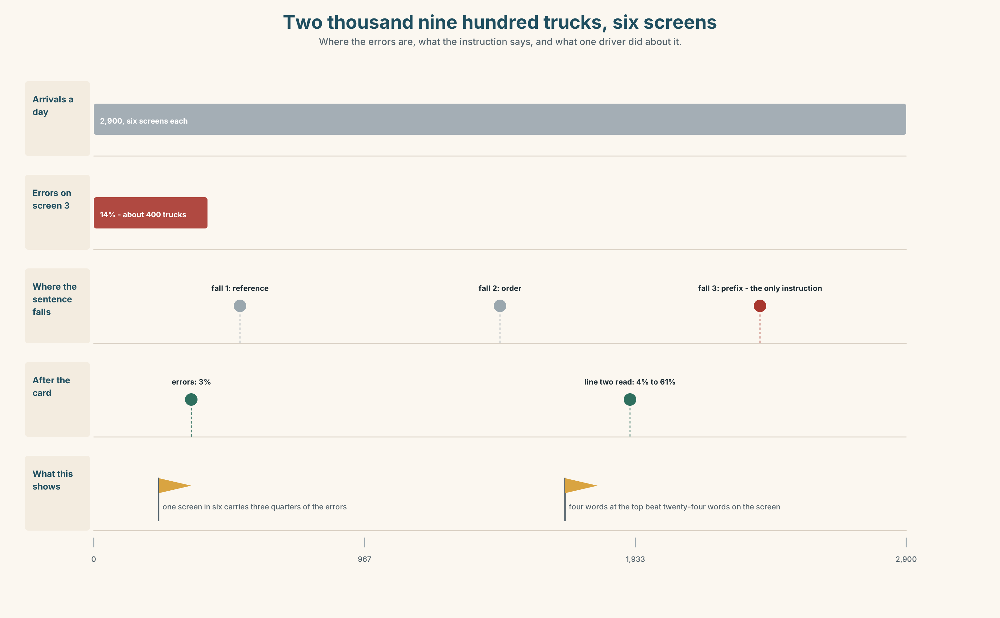 Two thousand nine hundred trucks, six screens
Where the errors are, what the instruction says, and what one driver did about it.
Arrivals a
day
2,900, six screens each
Errors on
screen 3
14% - about 400 trucks
Where the
sentence
falls
fall 1: reference
fall 2: order
fall 3: prefix - the only instruction
After the
card
errors: 3%
line two read: 4% to 61%
What this
shows
one screen in six carries three quarters of the errors
four words at the top beat twenty-four words on the screen
0
967
1,933
2,900